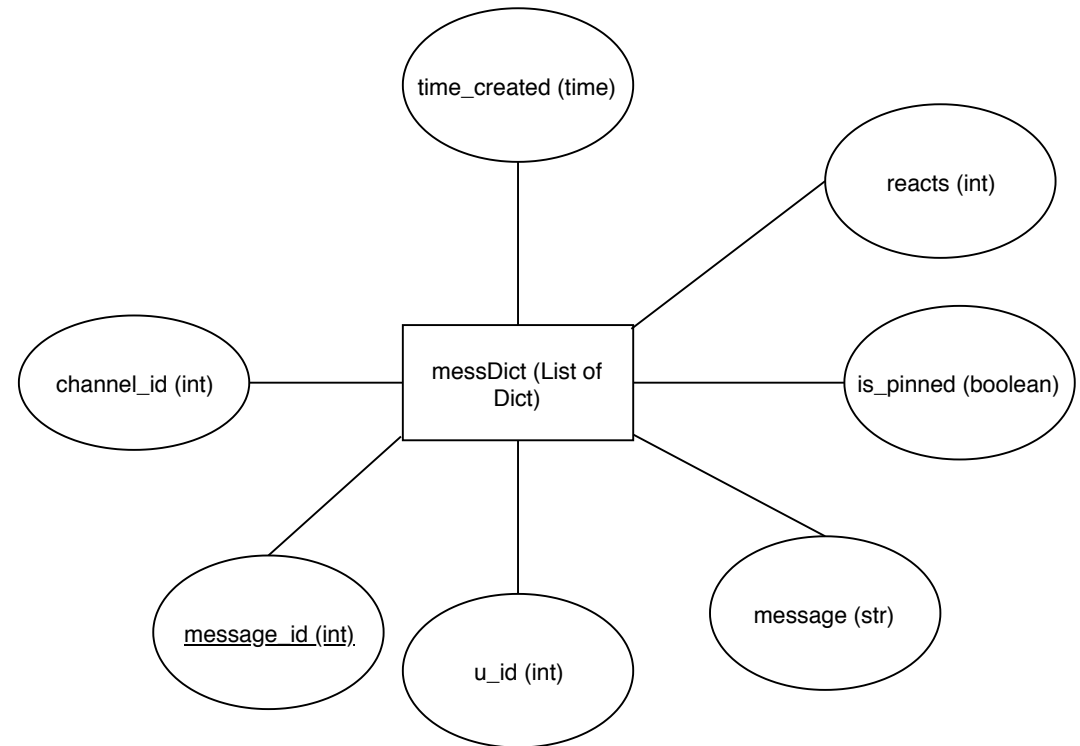 time_created (time)
reacts (int)
channel_id (int)
messDict (List of
Dict)
is_pinned (boolean)
message_id (int)
u_id (int)
message (str)